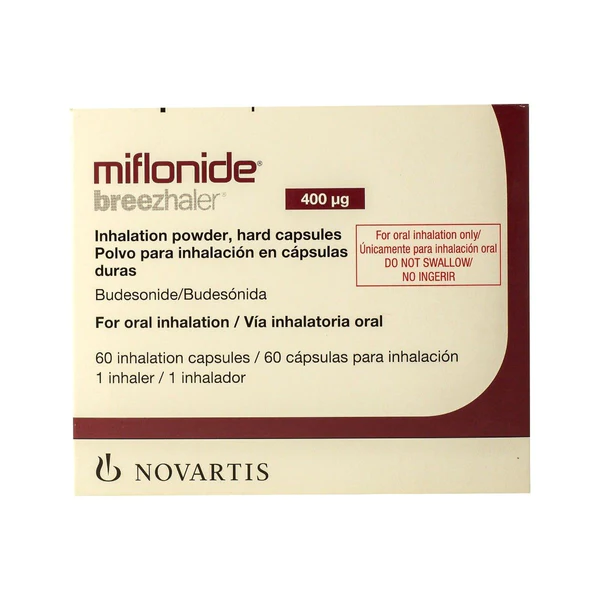 miflonide®
breezhaler®
400 µg
Inhalation powder, hard capsules
Polvo para inhalación en cápsulas
duras
Budesonide/Budesónida
For oral inhalation / Vía inhalatoria oral
60 inhalation capsules / 60 cápsulas para inhalación
1 inhaler / 1 inhalador
For oral inhalation only/
Únicamente para inhalación oral
DO NOT SWALLOW/
NO INGERIR
NOVARTIS